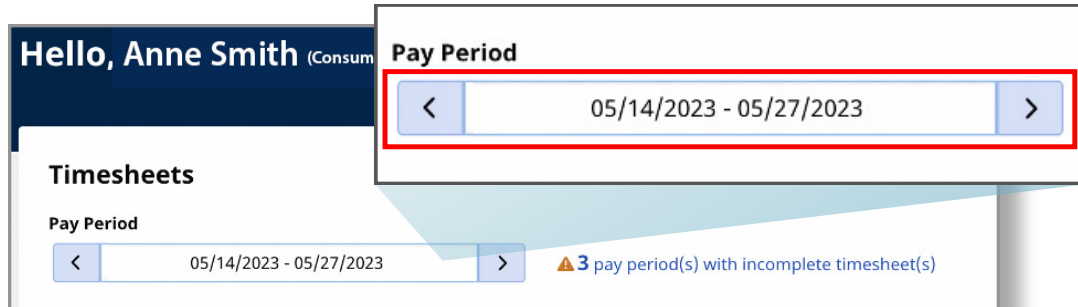 Hello, Anne Smith (Consum
Pay Period
05/14/2023 - 05/27/2023
Timesheets
Pay Period
05/14/2023 - 05/27/2023
3 pay period(s) with incomplete timesheet(s)